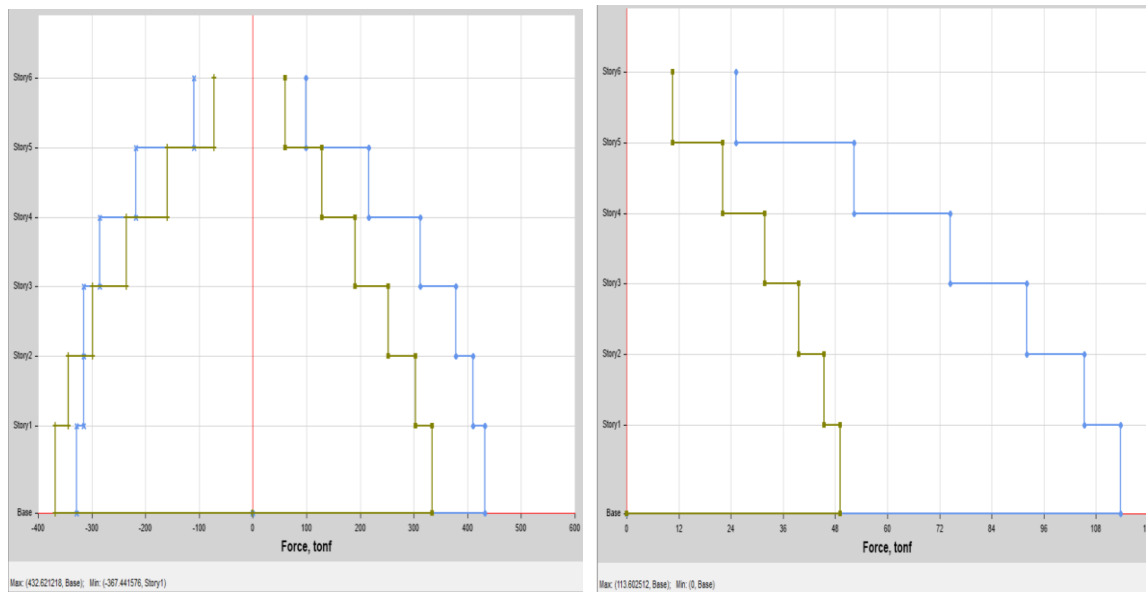 Story6
Story5
Story4
Story3
Story2
Story1
Base
-400 -300 -200 -100 0 100 200 300 400 500 600
Force, tonf
Max: (432.621218, Base); Min: (-367.441576, Story1)
Story6
Story5
Story4
Story3
Story2
Story1
Base
0 12 24 36 48 60 72 84 96 108
Force, tonf
Max: (113.602512, Base); Min: (0, Base)